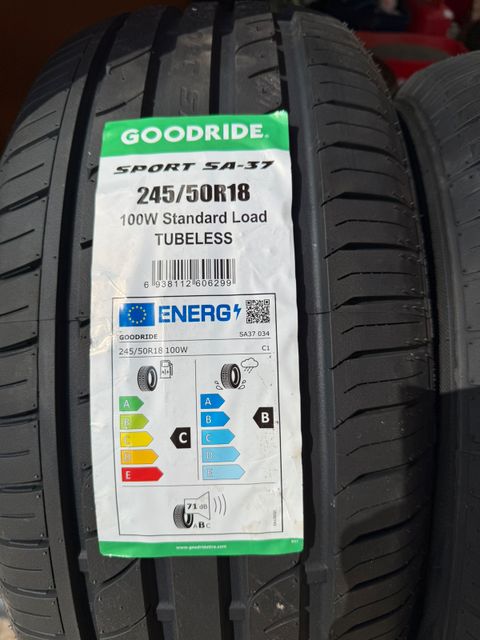 GOODRIDE®
SPORT SA-37
245/50R18
100W Standard Load
TUBELESS
6 938112 606299
ENERG
GOODRIDE
SA37 034
245/50R18 100W
C1
A
B
C
D
E
C
A
B
C
D
E
B
71 dB
ABC
www.goodridetire.com